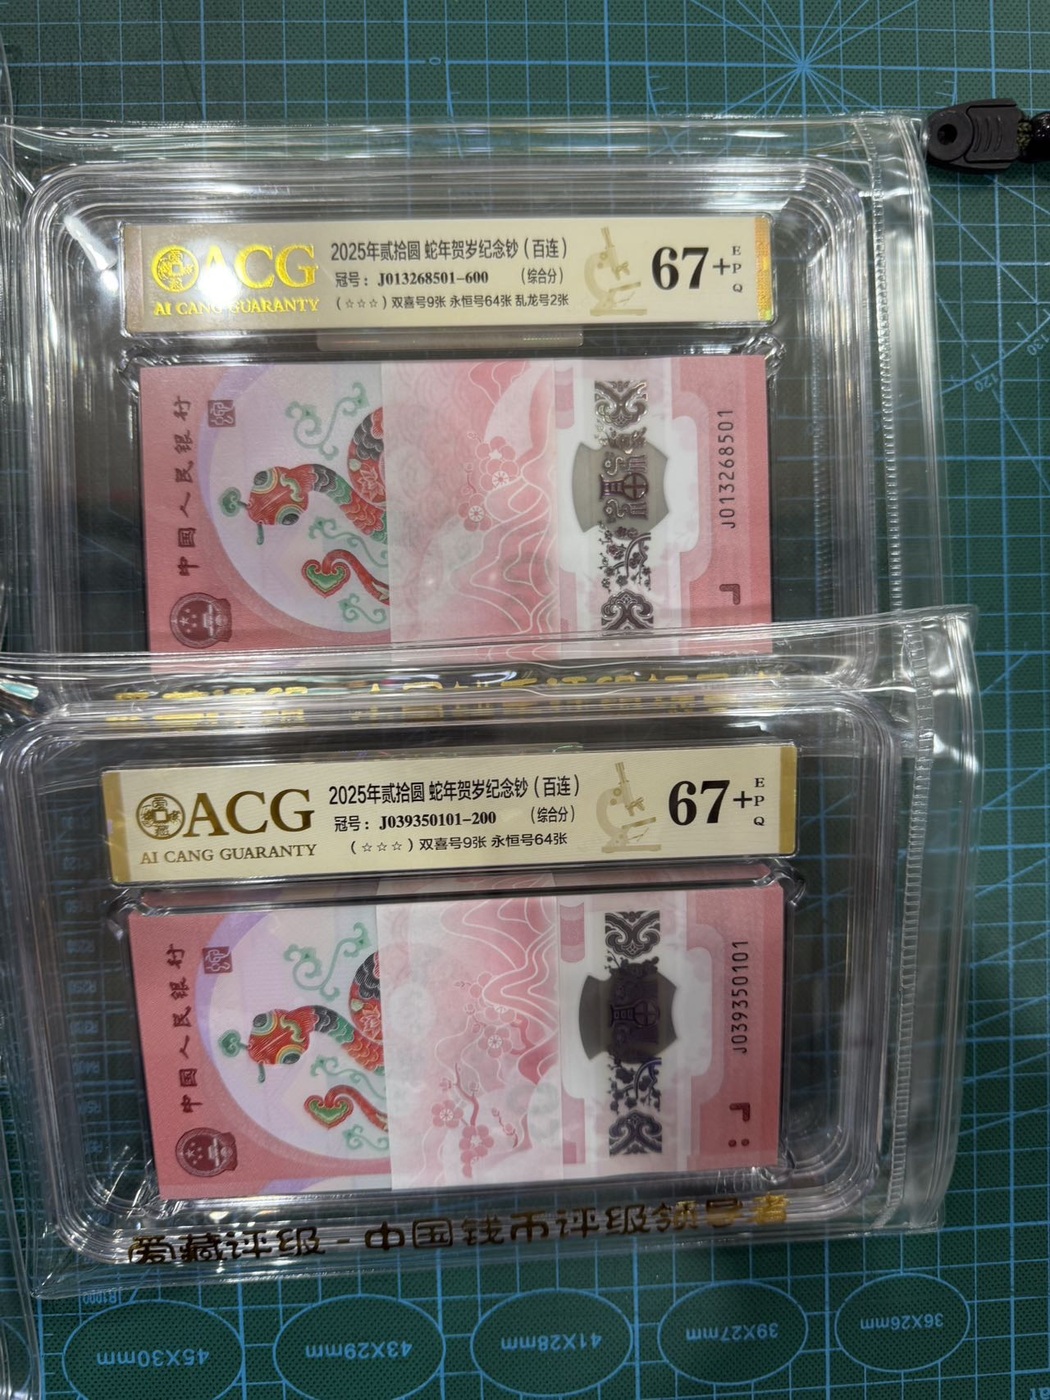 ACG
AI CANG GUARANTY
2025年贰拾圆 蛇年贺岁纪念钞（百连）
冠号：J013268501-600 （综合分）
（☆☆☆）双喜号9张 永恒号64张 乱龙号2张
67+
EPQ
中国人民银行
J013268501
ACG
AI CANG GUARANTY
2025年贰拾圆 蛇年贺岁纪念钞（百连）
冠号：J039350101-200 （综合分）
（☆☆☆）双喜号9张 永恒号64张
67+
EPQ
中国人民银行
J039350101
爱藏评级-中国钱币评级领导者
45X30mm
43X29mm
41X28mm
39X27mm
36X26mm